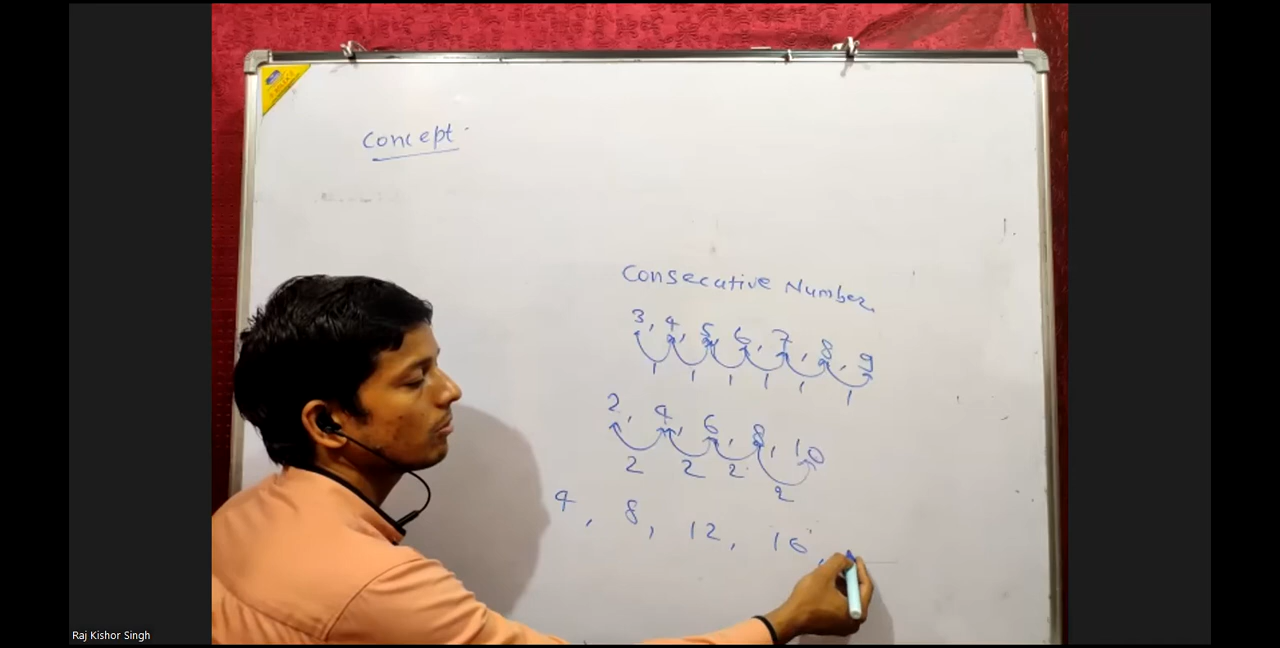 Concept
Consecutive Number
3, 4, 5, 6, 7, 8, 9
1 1 1 1 1 1
2, 4, 6, 8, 10
2 2 2 2
4, 8, 12, 16,
Raj Kishor Singh